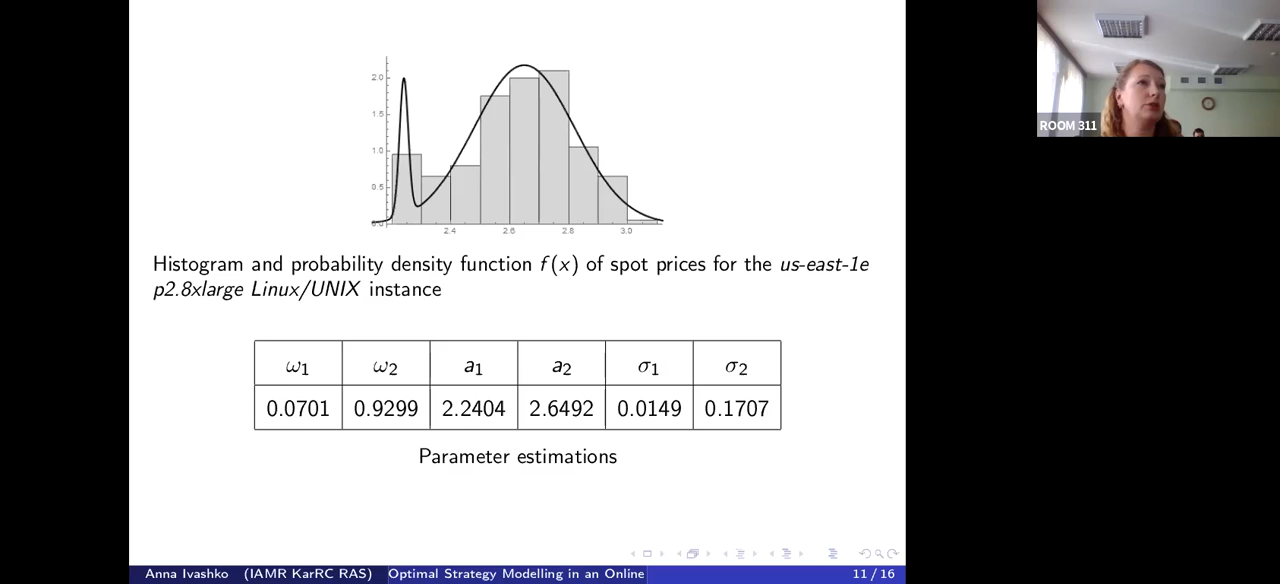 2.0
1.5
1.0
0.5
2.4 2.6 2.8 3.0
ROOM 311
Histogram and probability density function f(x) of spot prices for the us-east-1e
p2.8xlarge Linux/UNIX instance
ω1 ω2 a1 a2 σ1 σ2
0.0701 0.9299 2.2404 2.6492 0.0149 0.1707
Parameter estimations
Anna Ivashko (IAMR KarRC RAS) Optimal Strategy Modelling in an Online 11 / 16